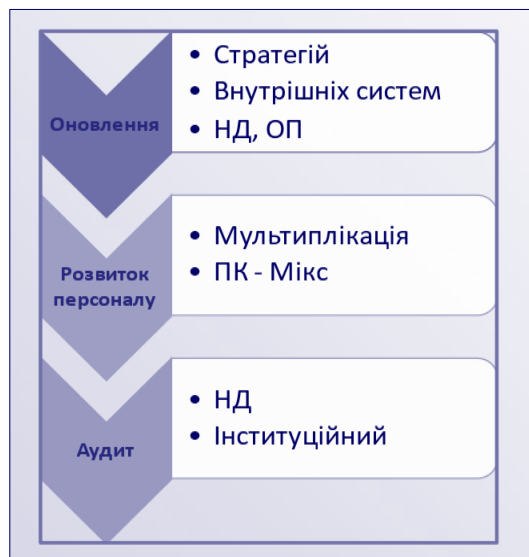 Оновлення
• Стратегій
• Внутрішніх систем
• НД, ОП
Розвиток
персоналу
• Мультиплікація
• ПК - Мікс
Аудит
• НД
• Інституційний